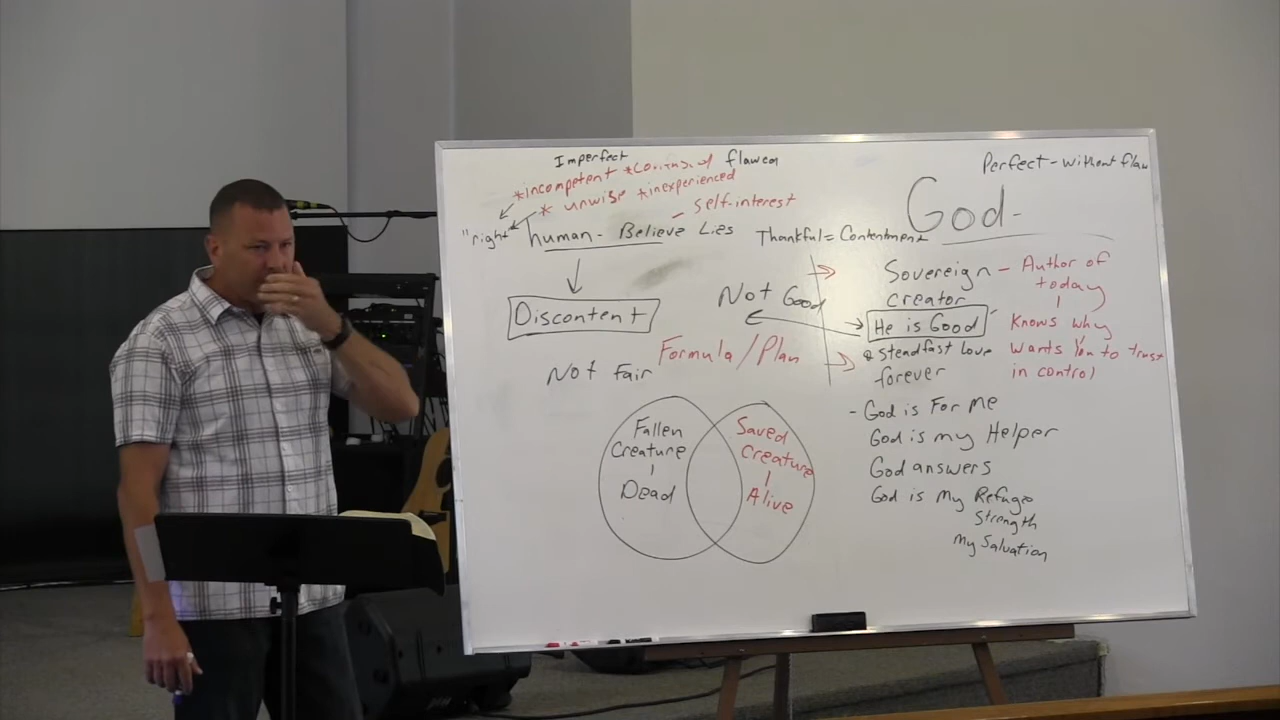 Imperfect
flawed
*incompetent
* unwise *inexperienced
- Self-interest
"right"
human - Believe Lies
Discontent
Not Fair
Formula/Plan
Not Good
Thankful = Contentment
Fallen
Creature
Dead
Saved
Creature
Alive
Perfect - without flaw
God -
Sovereign - Author of
today
creator
He is Good
Knows why
steadfast love
Wants You to trust
forever
in control
- God is For Me
God is my Helper
God answers
God is My Refuge
Strength
My Salvation